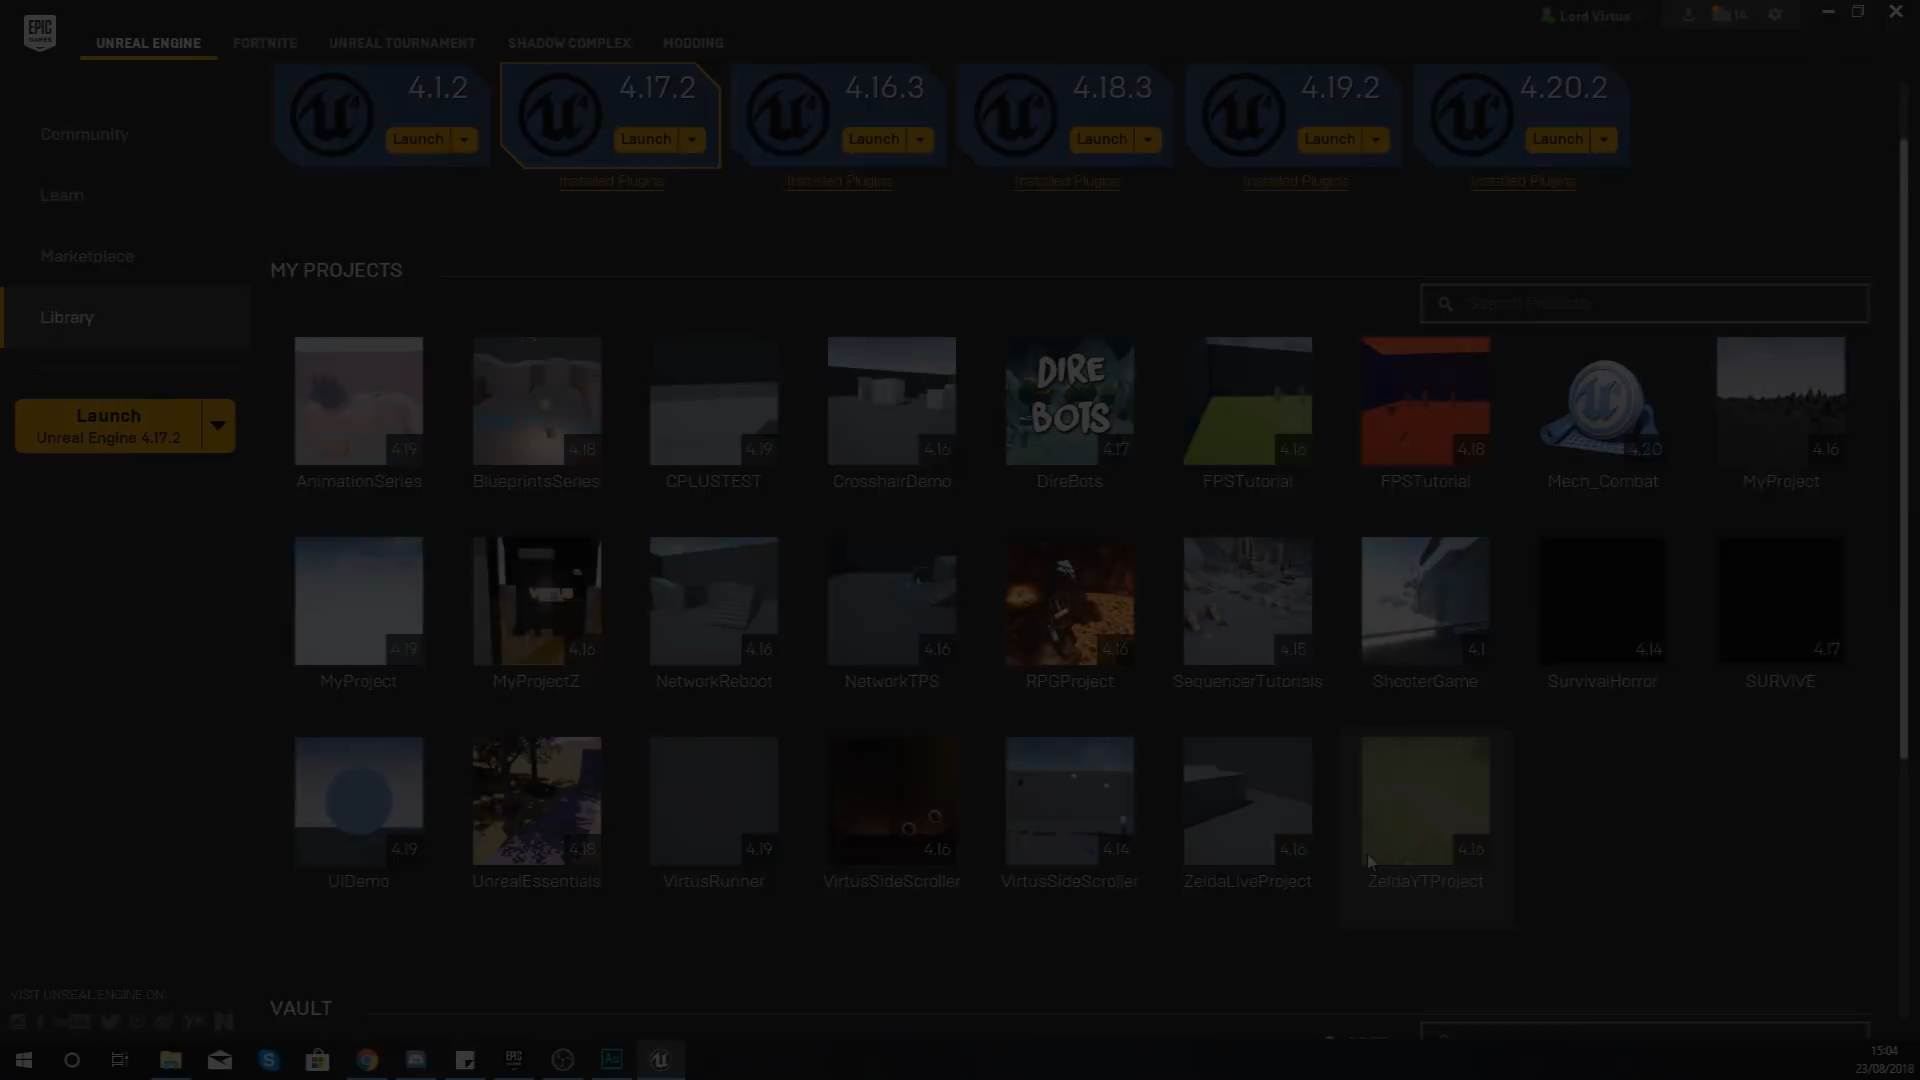 EPIC GAMES
UNREAL ENGINE FORTNITE UNREAL TOURNAMENT SHADOW COMPLEX MODDING
Lord Virtus 14
4.1.2 4.17.2 4.16.3 4.18.3 4.19.2 4.20.2
Launch Launch Launch Launch Launch Launch
Installed Plugins Installed Plugins Installed Plugins Installed Plugins Installed Plugins
Community
Learn
Marketplace
Library
Launch
Unreal Engine 4.17.2
MY PROJECTS
Search Projects
DIRE
BOTS
4.19 4.18 4.19 4.16 4.17 4.16 4.18 4.20 4.16
AnimationSeries BlueprintsSeries CPLUSTEST CrosshairDemo DireBots FPSTutorial FPSTutorial Mech_Combat MyProject
4.19 4.16 4.16 4.16 4.16 4.15 4.1 4.14 4.17
MyProject MyProjectZ NetworkReboot NetworkTPS RPGProject SequencerTutorials ShooterGame SurvivalHorror SURVIVE
4.19 4.18 4.19 4.16 4.14 4.16 4.16
UIDemo UnrealEssentials VirtusRunner VirtusSideScroller VirtusSideScroller ZeldaLiveProject ZeldaYTProject
VISIT UNREAL ENGINE ON:
VAULT
EPIC
Au
15:04
23/08/2018